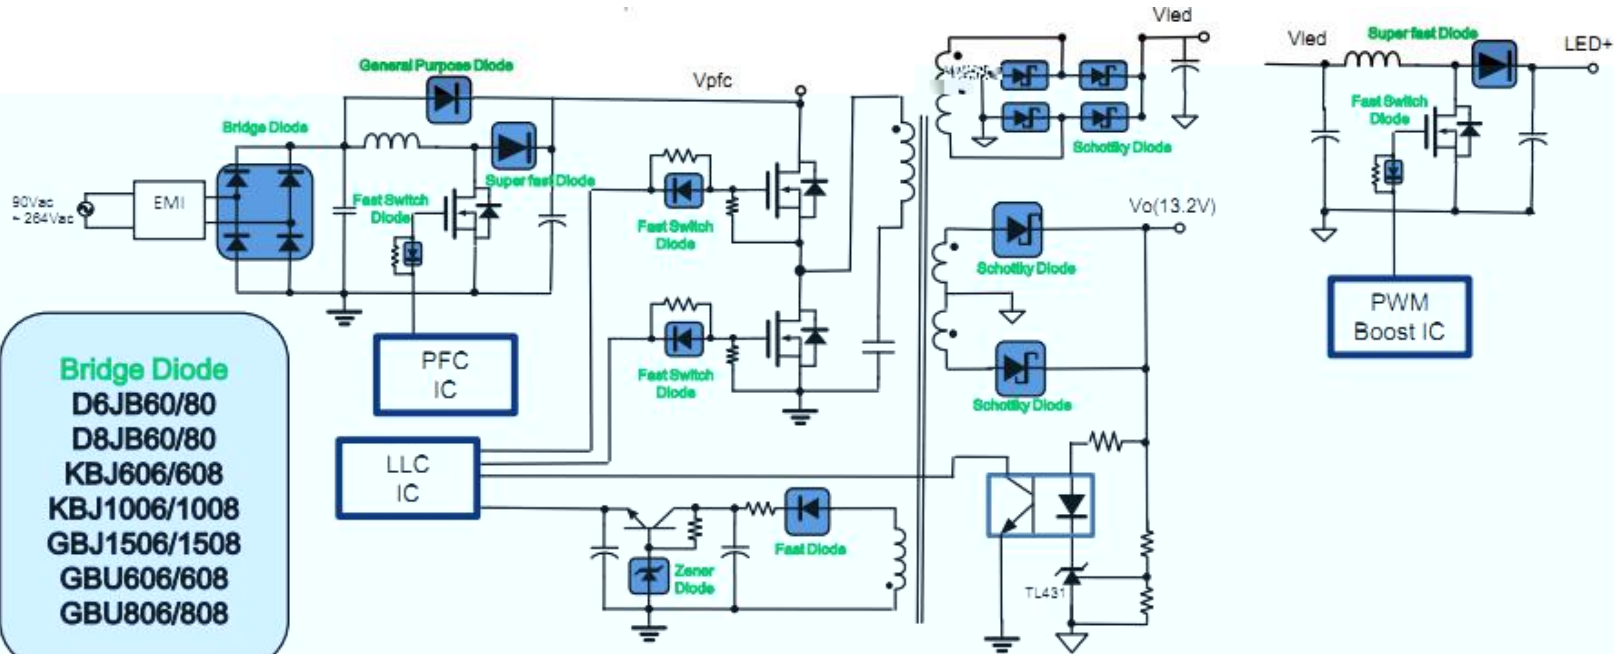 Vled
Vled
Super fast Diode
LED+
General Purpose Diode
Vpfc
Bridge Diode
Fast Switch
Diode
Schottky Diode
Super fast Diode
90Vac
~ 264Vac
EMI
Fast Switch
Diode
Fast Switch
Diode
Vo(13.2V)
Schottky Diode
PWM
Boost IC
PFC
IC
Fast Switch
Diode
Schottky Diode
Bridge Diode
D6JB60/80
D8JB60/80
KBJ606/608
KBJ1006/1008
GBJ1506/1508
GBU606/608
GBU806/808
LLC
IC
Fast Diode
Zener
Diode
TL431